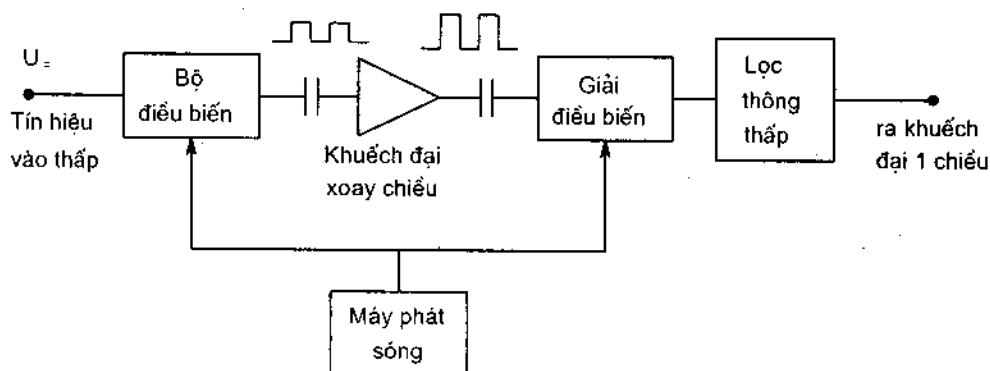 U₌
Tín hiệu
vào thấp
Bộ
điều biến
Khuếch đại
xoay chiều
Giải
điều biến
Lọc
thông
thấp
ra khuếch
đại 1 chiều
Máy phát
sóng